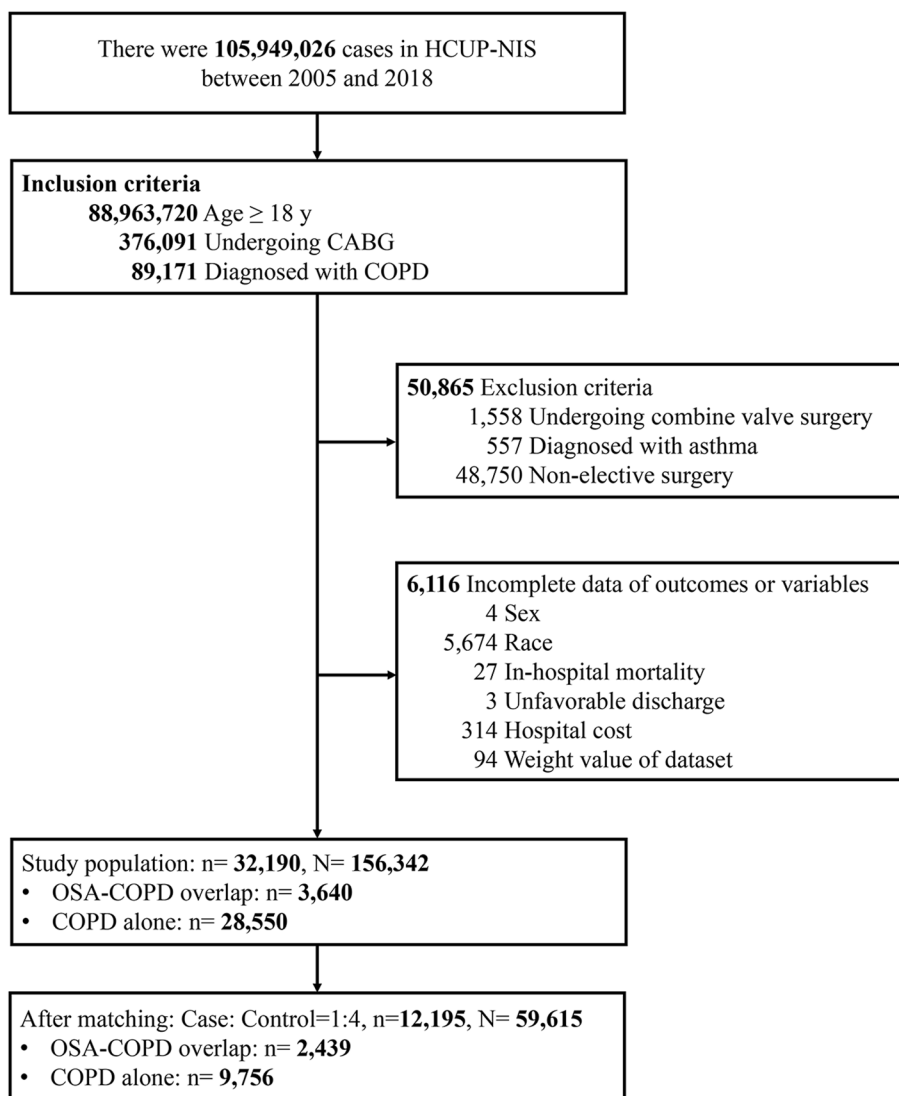 There were 105,949,026 cases in HCUP-NIS
between 2005 and 2018
Inclusion criteria
88,963,720 Age ≥ 18 y
376,091 Undergoing CABG
89,171 Diagnosed with COPD
50,865 Exclusion criteria
1,558 Undergoing combine valve surgery
557 Diagnosed with asthma
48,750 Non-elective surgery
6,116 Incomplete data of outcomes or variables
4 Sex
5,674 Race
27 In-hospital mortality
3 Unfavorable discharge
314 Hospital cost
94 Weight value of dataset
Study population: n= 32,190, N= 156,342
• OSA-COPD overlap: n= 3,640
• COPD alone: n= 28,550
After matching: Case: Control=1:4, n=12,195, N= 59,615
• OSA-COPD overlap: n= 2,439
• COPD alone: n= 9,756